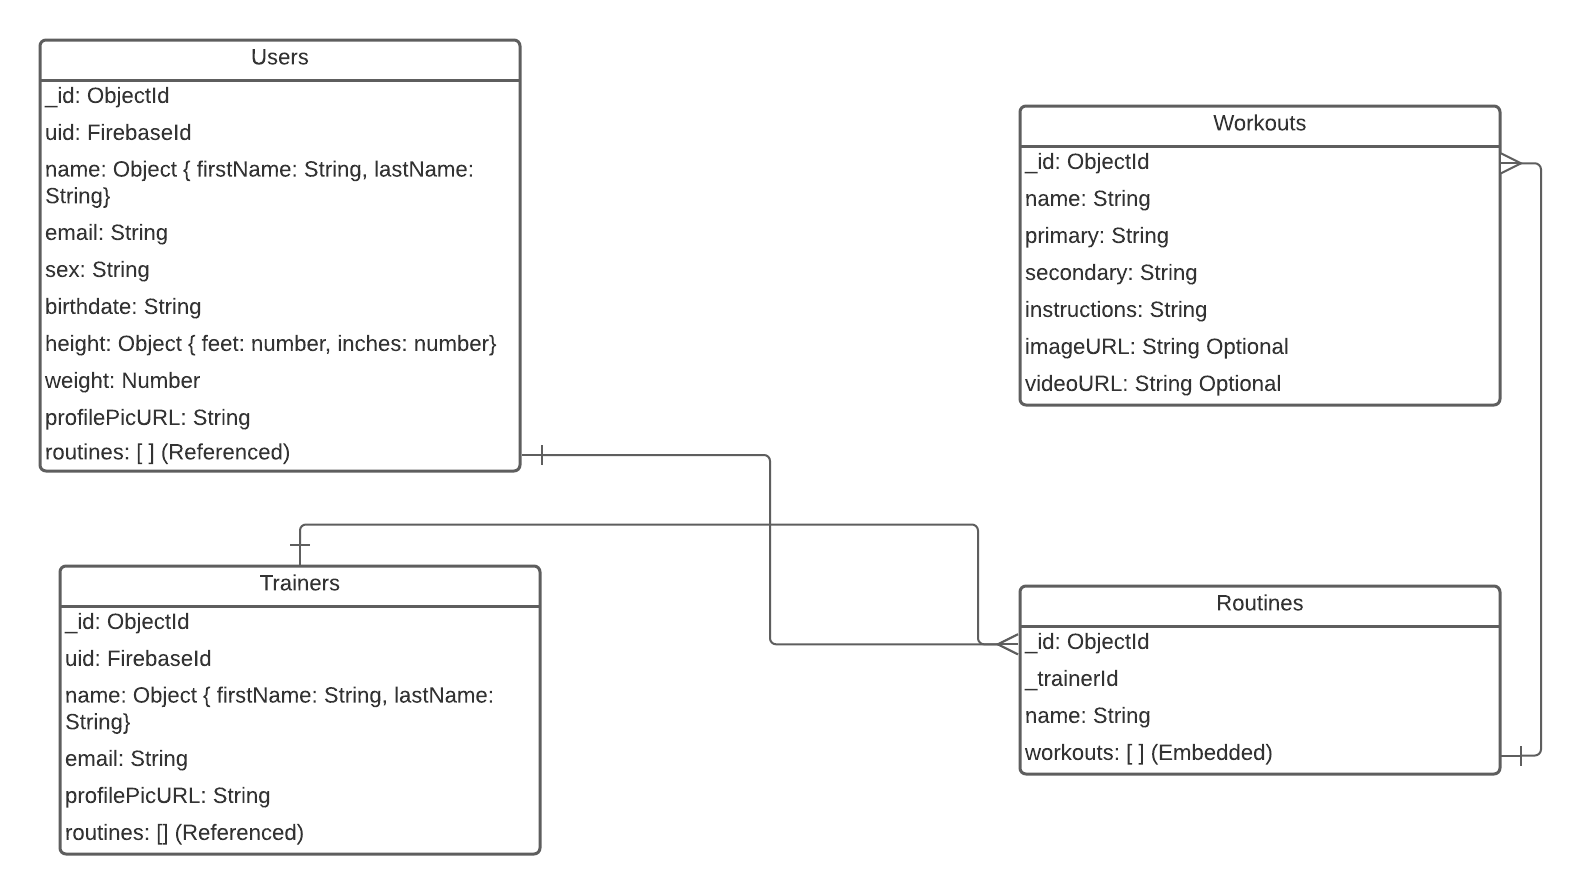 Users
_id: ObjectId
uid: FirebaseId
name: Object { firstName: String, lastName:
String}
email: String
sex: String
birthdate: String
height: Object { feet: number, inches: number}
weight: Number
profilePicURL: String
routines: [ ] (Referenced)
Workouts
_id: ObjectId
name: String
primary: String
secondary: String
instructions: String
imageURL: String Optional
videoURL: String Optional
Trainers
_id: ObjectId
uid: FirebaseId
name: Object { firstName: String, lastName:
String}
email: String
profilePicURL: String
routines: [] (Referenced)
Routines
_id: ObjectId
_trainerId
name: String
workouts: [ ] (Embedded)